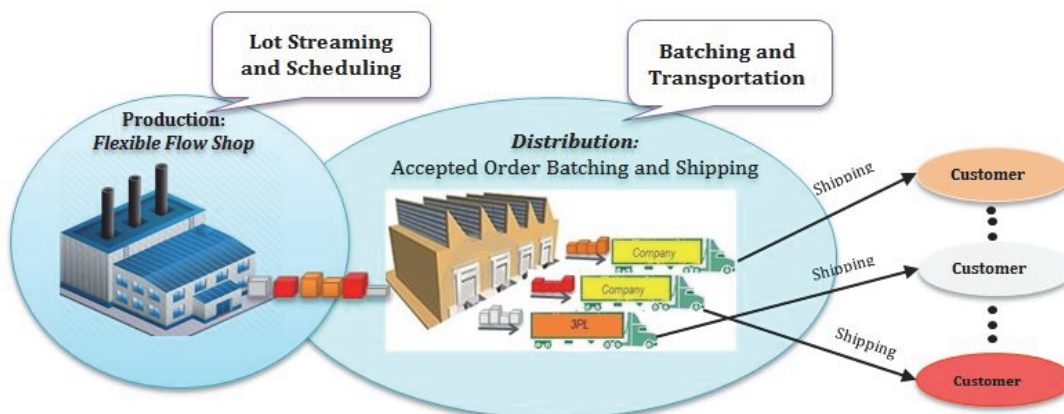 Lot Streaming
and Scheduling
Batching and
Transportation
Production:
Flexible Flow Shop
Distribution:
Accepted Order Batching and Shipping
Company
Company
3PL
Shipping
Shipping
Shipping
Customer
Customer
Customer